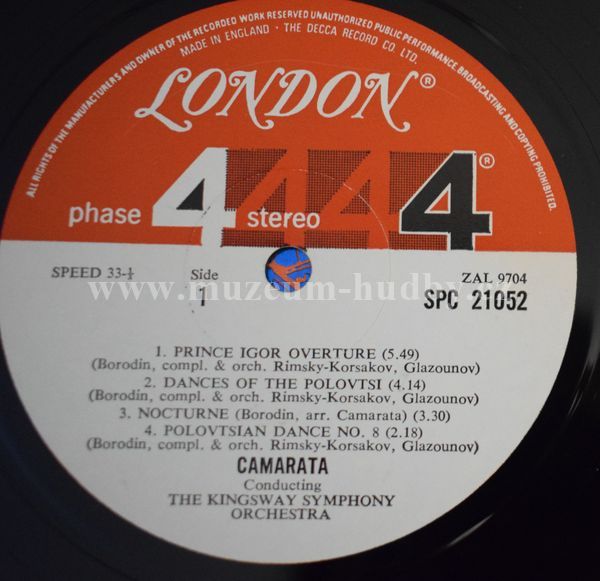 ALL RIGHTS OF THE MANUFACTURERS AND OWNER OF THE RECORDED WORK RESERVED UNAUTHORIZED PUBLIC PERFORMANCE, BROADCASTING AND COPYING PROHIBITED.
MADE IN ENGLAND · THE DECCA RECORD CO. LTD.
LONDON®
phase 4 stereo 4 4 4®
SPEED 33-⅓ Side ZAL 9704
1 SPC 21052
www.muzeum-hudby.
1. PRINCE IGOR OVERTURE (5.49)
(Borodin, compl. & orch. Rimsky-Korsakov, Glazounov)
2. DANCES OF THE POLOVTSI (4.14)
(Borodin, compl. & orch. Rimsky-Korsakov, Glazounov)
3. NOCTURNE (Borodin, arr. Camarata) (3.30)
4. POLOVTSIAN DANCE NO. 8 (2.18)
(Borodin, compl. & orch. Rimsky-Korsakov, Glazounov)
CAMARATA
Conducting
THE KINGSWAY SYMPHONY
ORCHESTRA